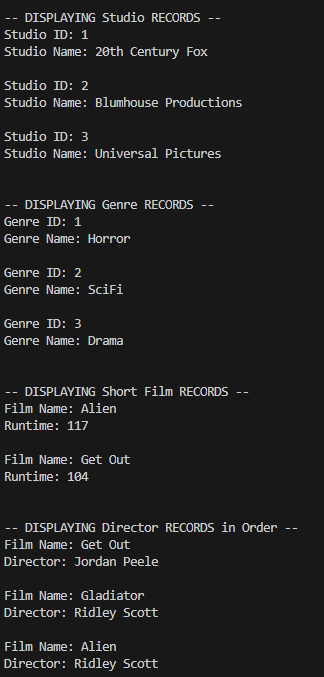 -- DISPLAYING Studio RECORDS --
Studio ID: 1
Studio Name: 20th Century Fox

Studio ID: 2
Studio Name: Blumhouse Productions

Studio ID: 3
Studio Name: Universal Pictures

-- DISPLAYING Genre RECORDS --
Genre ID: 1
Genre Name: Horror

Genre ID: 2
Genre Name: SciFi

Genre ID: 3
Genre Name: Drama

-- DISPLAYING Short Film RECORDS --
Film Name: Alien
Runtime: 117

Film Name: Get Out
Runtime: 104

-- DISPLAYING Director RECORDS in Order --
Film Name: Get Out
Director: Jordan Peele

Film Name: Gladiator
Director: Ridley Scott

Film Name: Alien
Director: Ridley Scott